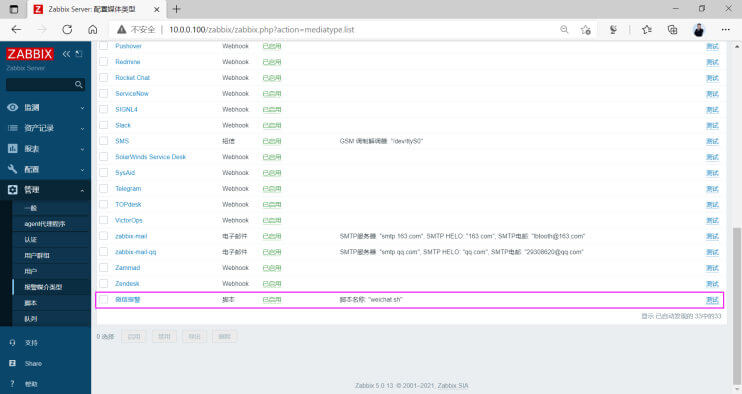 Zabbix Server: 配置媒体类型
不安全 10.0.0.100/zabbix/zabbix.php?action=mediatype.list
ZABBIX
Zabbix Server
监测
资产记录
报表
配置
管理
一般
agent代理程序
认证
用户群组
用户
报警媒介类型
脚本
队列
支持
Share
帮助
Pushover Webhook 已启用 测试
Redmine Webhook 已启用 测试
Rocket.Chat Webhook 已启用 测试
ServiceNow Webhook 已启用 测试
SIGNL4 Webhook 已启用 测试
Slack Webhook 已启用 测试
SMS 短信 已启用 GSM 调制解调器: "/dev/ttyS0" 测试
SolarWinds Service Desk Webhook 已启用 测试
SysAid Webhook 已启用 测试
Telegram Webhook 已启用 测试
TOPdesk Webhook 已启用 测试
VictorOps Webhook 已启用 测试
zabbix-mail 电子邮件 已启用 SMTP服务器: "smtp.163.com", SMTP HELO: "163.com", SMTP电邮: "lbtooth@163.com" 测试
zabbix-mail-qq 电子邮件 已启用 SMTP服务器: "smtp.qq.com", SMTP HELO: "qq.com", SMTP电邮: "29308620@qq.com" 测试
Zammad Webhook 已启用 测试
Zendesk Webhook 已启用 测试
微信报警 脚本 已启用 脚本名称: "weichat.sh" 测试
显示 已自动发现的 33中的33
0 选择 启用 禁用 导出 删除
Zabbix 5.0.13. © 2001–2021, Zabbix SIA